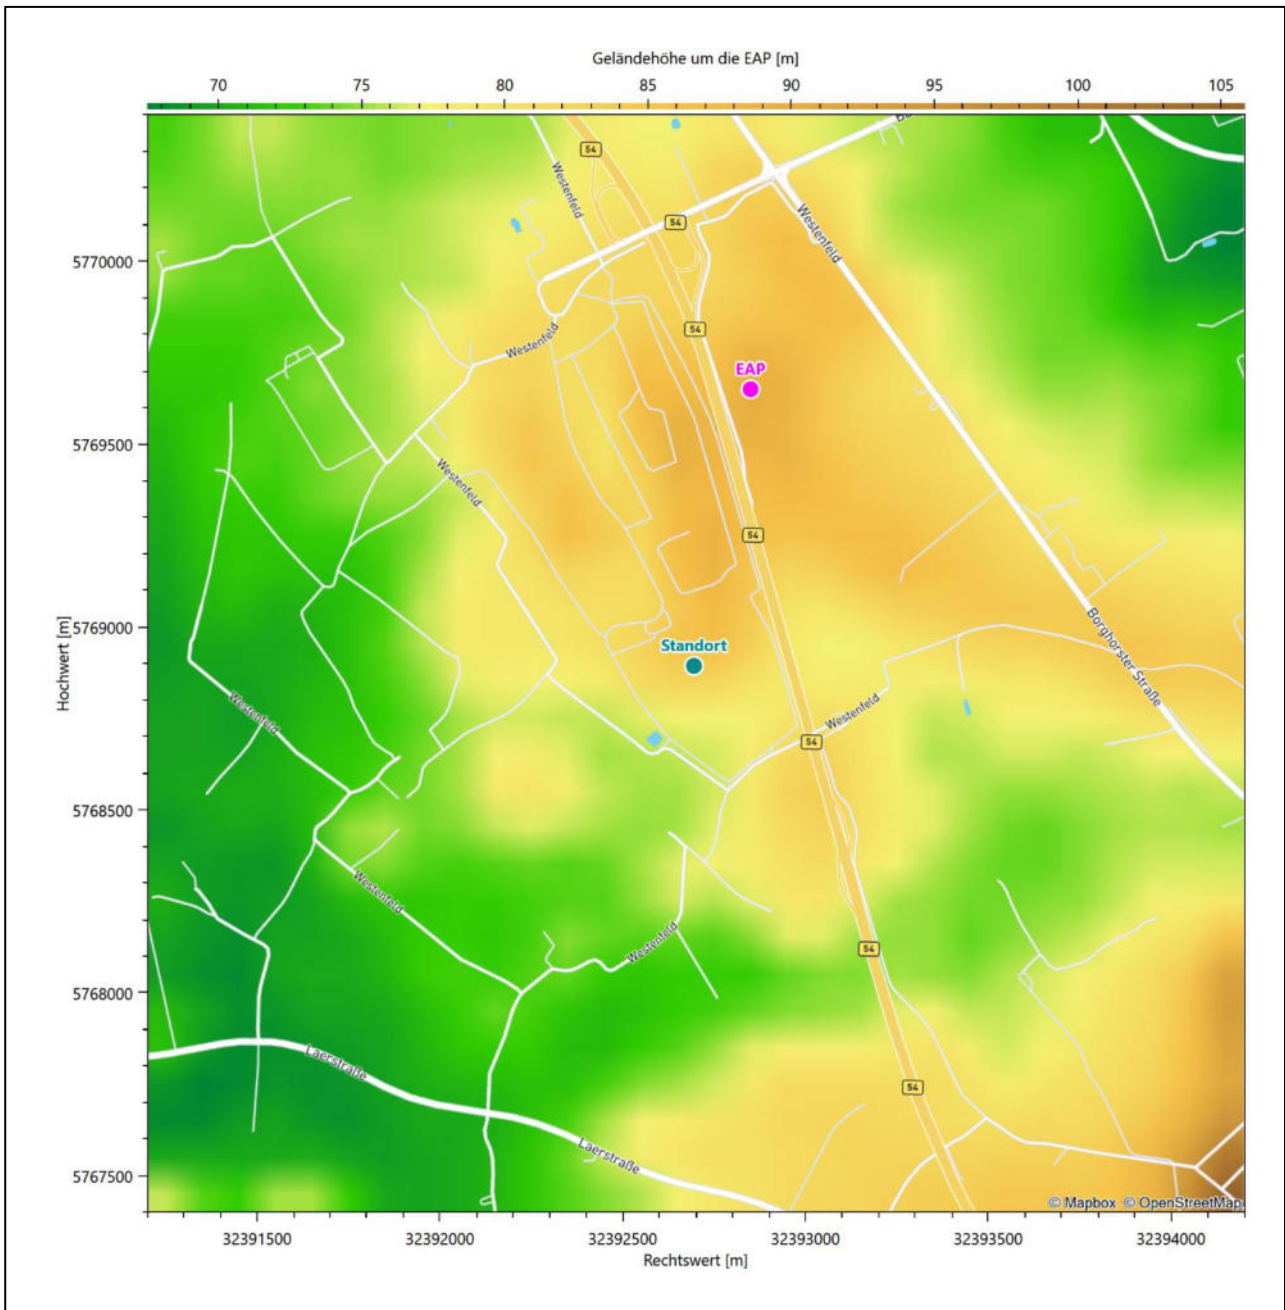 Geländehöhe um die EAP [m]
70 75 80 85 90 95 100 105
54
Westenfeld
54
Westenfeld
5770000
54
Westenfeld
EAP
5769500
Westenfeld
54
5769000
Borghorster Straße
Standort
Hochwert [m]
Westenfeld
Westenfeld
54
5768500
Westenfeld
Westenfeld
54
5768000
Laerstraße
54
Laerstraße
5767500
© Mapbox © OpenStreetMap
32391500 32392000 32392500 32393000 32393500 32394000
Rechtswert [m]